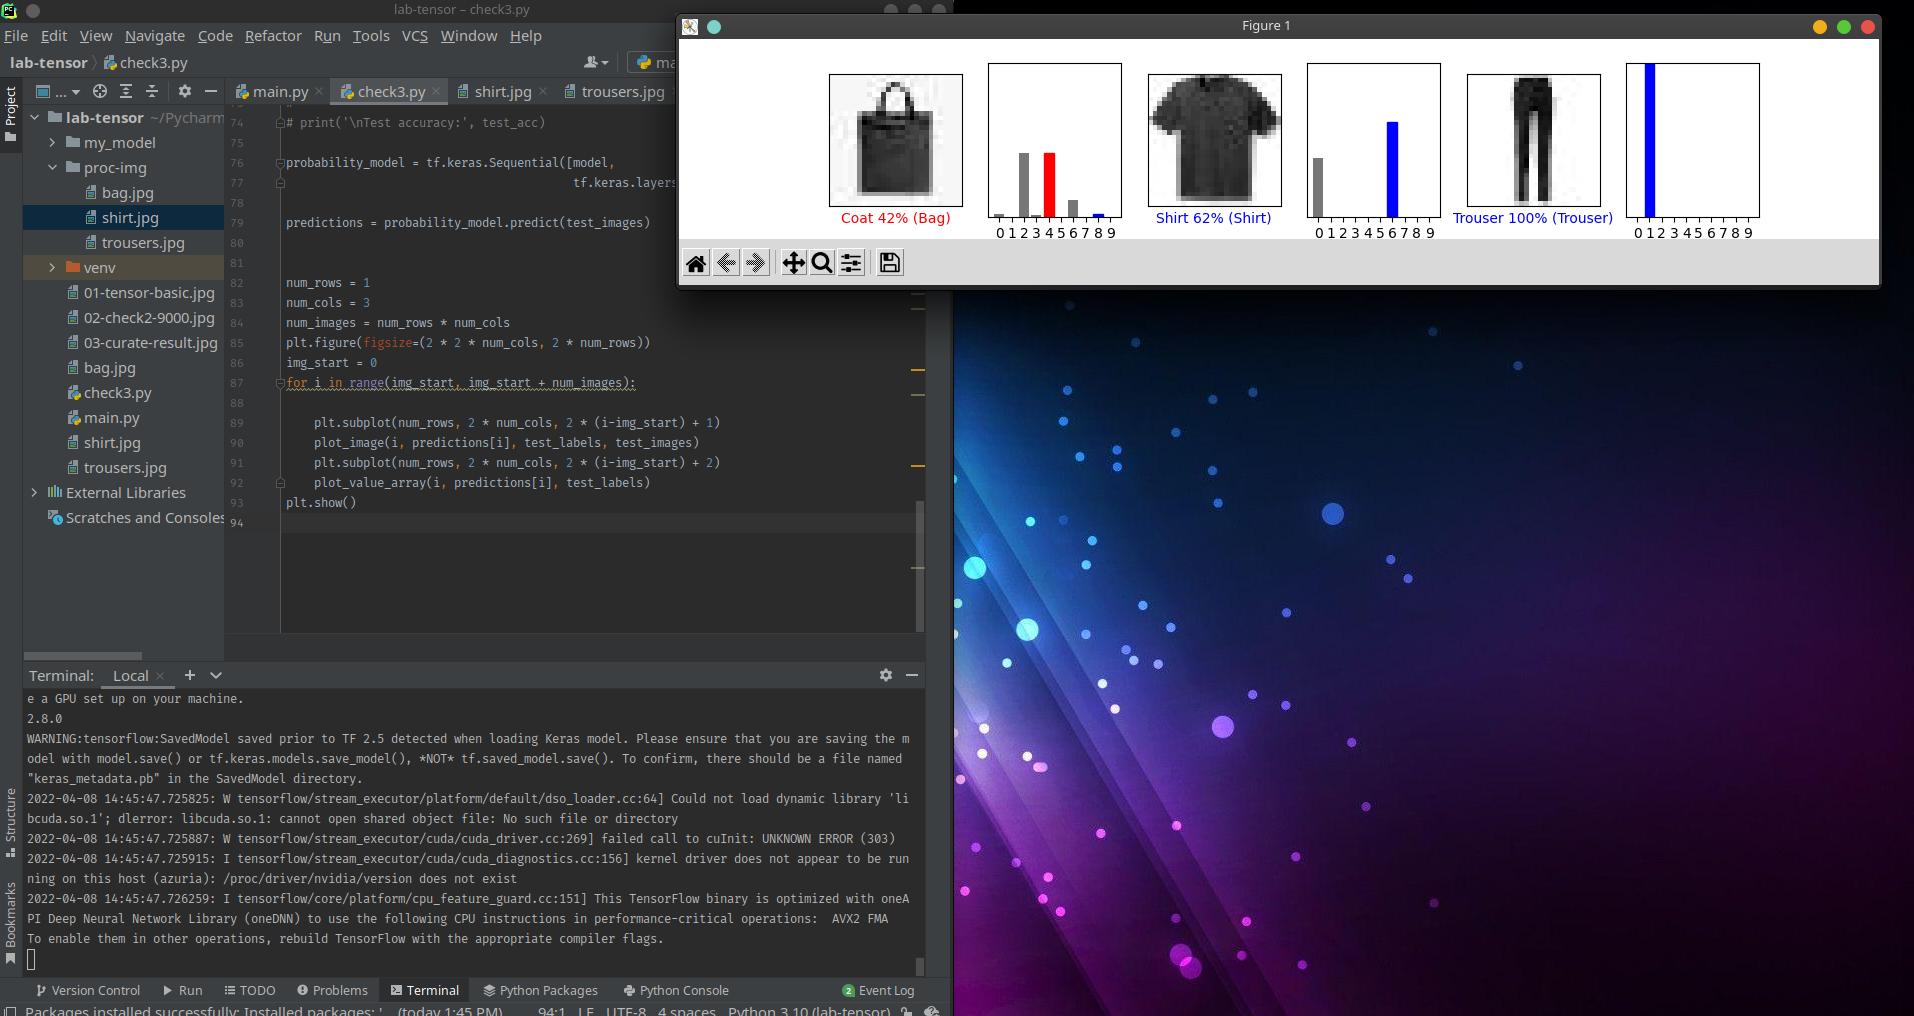 lab-tensor – check3.py
File Edit View Navigate Code Refactor Run Tools VCS Window Help
lab-tensor check3.py
Project
...
main.py check3.py shirt.jpg trousers.jpg
lab-tensor ~/Pycharm
my_model
proc-img
bag.jpg
shirt.jpg
trousers.jpg
venv
01-tensor-basic.jpg
02-check2-9000.jpg
03-curate-result.jpg
bag.jpg
check3.py
main.py
shirt.jpg
trousers.jpg
External Libraries
Scratches and Consoles
74 # print('\nTest accuracy:', test_acc)
75
76 probability_model = tf.keras.Sequential([model,
77 tf.keras.layers
78
79 predictions = probability_model.predict(test_images)
80
81
82 num_rows = 1
83 num_cols = 3
84 num_images = num_rows * num_cols
85 plt.figure(figsize=(2 * 2 * num_cols, 2 * num_rows))
86 img_start = 0
87 for i in range(img_start, img_start + num_images):
88
89 plt.subplot(num_rows, 2 * num_cols, 2 * (i-img_start) + 1)
90 plot_image(i, predictions[i], test_labels, test_images)
91 plt.subplot(num_rows, 2 * num_cols, 2 * (i-img_start) + 2)
92 plot_value_array(i, predictions[i], test_labels)
93 plt.show()
94
Figure 1
Coat 42% (Bag) Shirt 62% (Shirt) Trouser 100% (Trouser)
0 1 2 3 4 5 6 7 8 9 0 1 2 3 4 5 6 7 8 9 0 1 2 3 4 5 6 7 8 9
Terminal: Local
e a GPU set up on your machine.
2.8.0
WARNING:tensorflow:SavedModel saved prior to TF 2.5 detected when loading Keras model. Please ensure that you are saving the m
odel with model.save() or tf.keras.models.save_model(), *NOT* tf.saved_model.save(). To confirm, there should be a file named
"keras_metadata.pb" in the SavedModel directory.
2022-04-08 14:45:47.725825: W tensorflow/stream_executor/platform/default/dso_loader.cc:64] Could not load dynamic library 'li
bcuda.so.1'; dlerror: libcuda.so.1: cannot open shared object file: No such file or directory
2022-04-08 14:45:47.725887: W tensorflow/stream_executor/cuda/cuda_driver.cc:269] failed call to cuInit: UNKNOWN ERROR (303)
2022-04-08 14:45:47.725915: I tensorflow/stream_executor/cuda/cuda_diagnostics.cc:156] kernel driver does not appear to be run
ning on this host (azuria): /proc/driver/nvidia/version does not exist
2022-04-08 14:45:47.726259: I tensorflow/core/platform/cpu_feature_guard.cc:151] This TensorFlow binary is optimized with oneA
PI Deep Neural Network Library (oneDNN) to use the following CPU instructions in performance-critical operations:  AVX2 FMA
To enable them in other operations, rebuild TensorFlow with the appropriate compiler flags.
Structure
Bookmarks
Version Control Run TODO Problems Terminal Python Packages Python Console 2 Event Log
Packages installed successfully: Installed packages: '... (today 1:45 PM) 94:1 LF UTF-8 4 spaces Python 3.10 (lab-tensor)